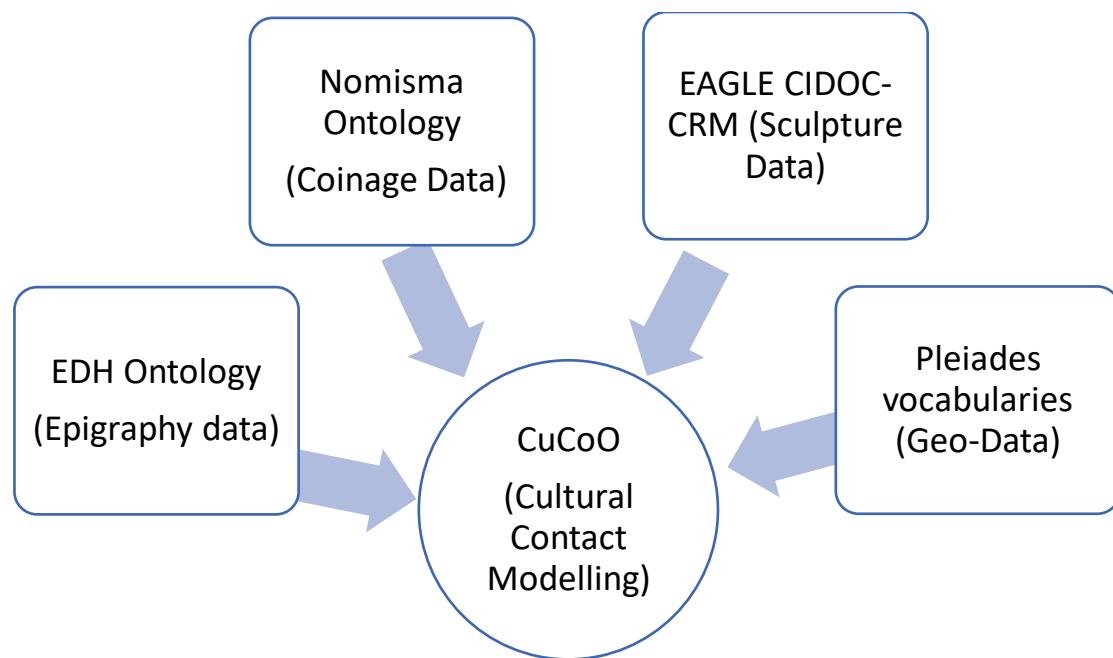 Nomisma
Ontology
(Coinage Data)
EAGLE CIDOC-
CRM (Sculpture
Data)
EDH Ontology
(Epigraphy data)
Pleiades
vocabularies
(Geo-Data)
CuCoO
(Cultural
Contact
Modelling)